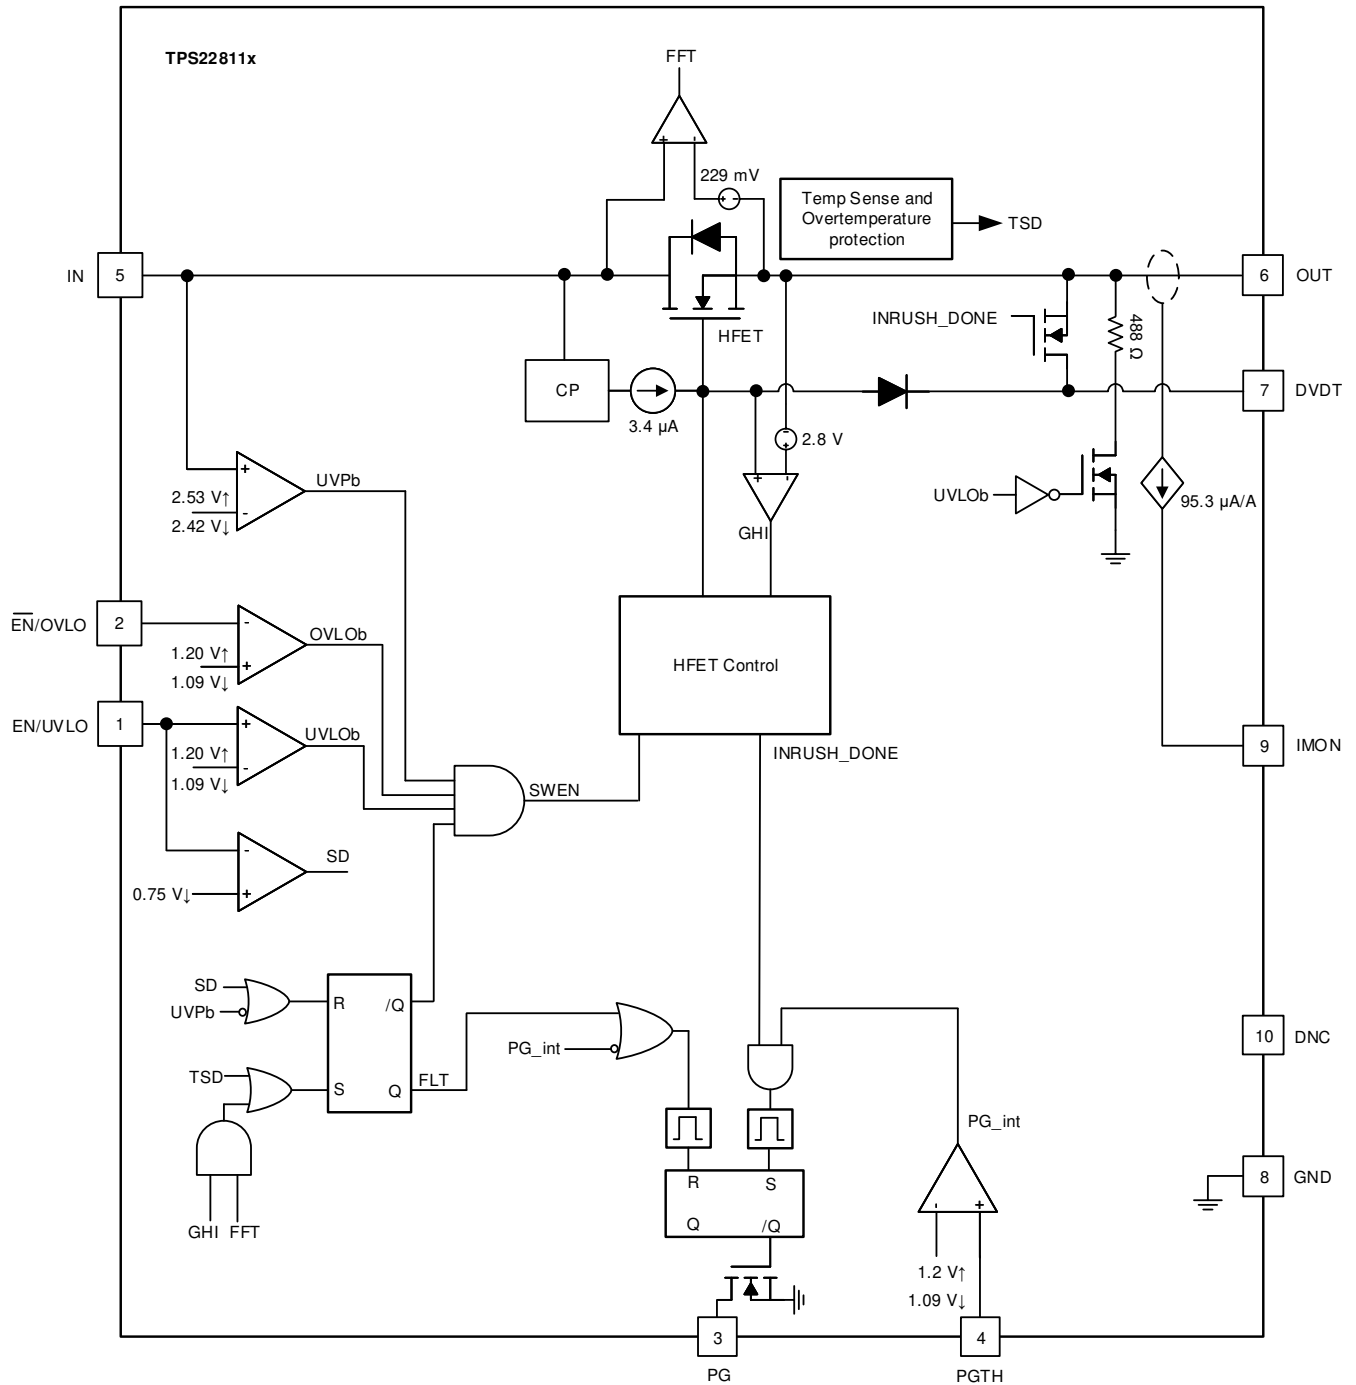 TPS22811x
FFT
+
-
229 mV
+
-
Temp Sense and
Overtemperature
protection
TSD
IN
5
6
OUT
INRUSH_DONE
488 Ω
HFET
CP
3.4 µA
7
DVDT
-
+
2.8 V
+
-
GHI
+
-
UVPb
2.53 V↑
2.42 V↓
UVLOb
95.3 µA/A
EN/OVLO
2
-
+
OVLOb
1.20 V↑
1.09 V↓
HFET Control
EN/UVLO
1
+
-
UVLOb
1.20 V↑
1.09 V↓
INRUSH_DONE
9
IMON
SWEN
-
+
SD
0.75 V↓
SD
UVPb
R
/Q
TSD
S
Q
FLT
PG_int
10
DNC
GHI
FFT
PG_int
8
GND
R
S
Q
/Q
-
+
1.2 V↑
1.09 V↓
3
4
PG
PGTH